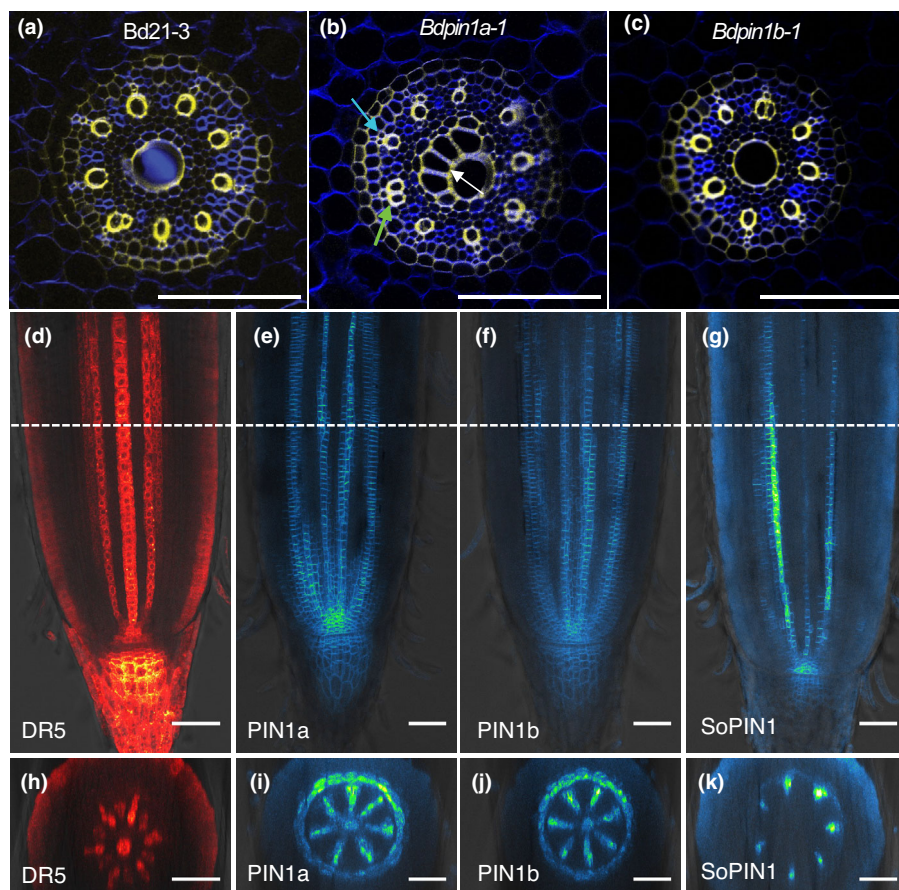 (a) Bd21-3
(b) Bdpin1a-1
(c) Bdpin1b-1
(d)
(e)
(f)
(g)
DR5
PIN1a
PIN1b
SoPIN1
(h)
(i)
(j)
(k)
DR5
PIN1a
PIN1b
SoPIN1